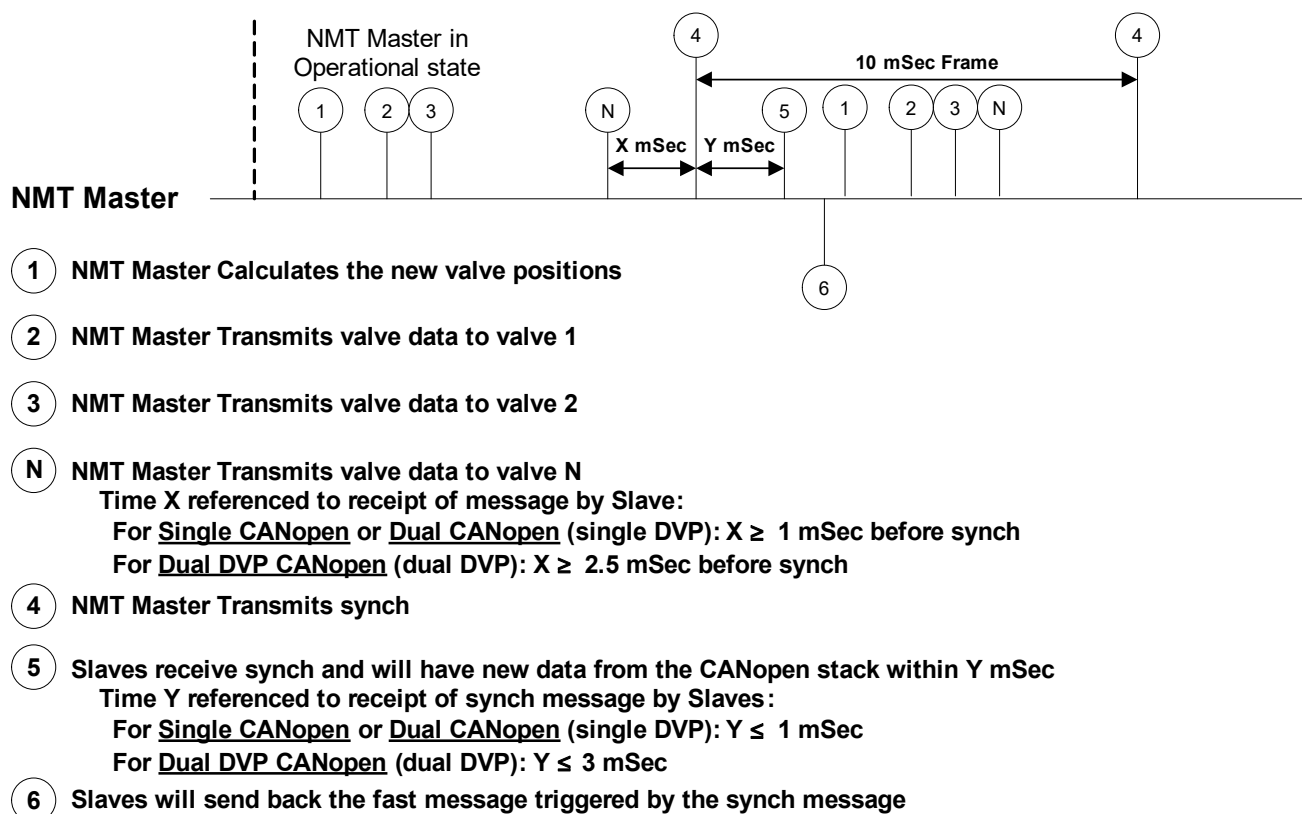 NMT Master in
Operational state
4
4
10 mSec Frame
1
2
3
N
5
1
2
3
N
X mSec
Y mSec
NMT Master
6
1 NMT Master Calculates the new valve positions
2 NMT Master Transmits valve data to valve 1
3 NMT Master Transmits valve data to valve 2
N NMT Master Transmits valve data to valve N
Time X referenced to receipt of message by Slave:
For Single CANopen or Dual CANopen (single DVP): X ≥ 1 mSec before synch
For Dual DVP CANopen (dual DVP): X ≥ 2.5 mSec before synch
4 NMT Master Transmits synch
5 Slaves receive synch and will have new data from the CANopen stack within Y mSec
Time Y referenced to receipt of synch message by Slaves:
For Single CANopen or Dual CANopen (single DVP): Y ≤ 1 mSec
For Dual DVP CANopen (dual DVP): Y ≤ 3 mSec
6 Slaves will send back the fast message triggered by the synch message